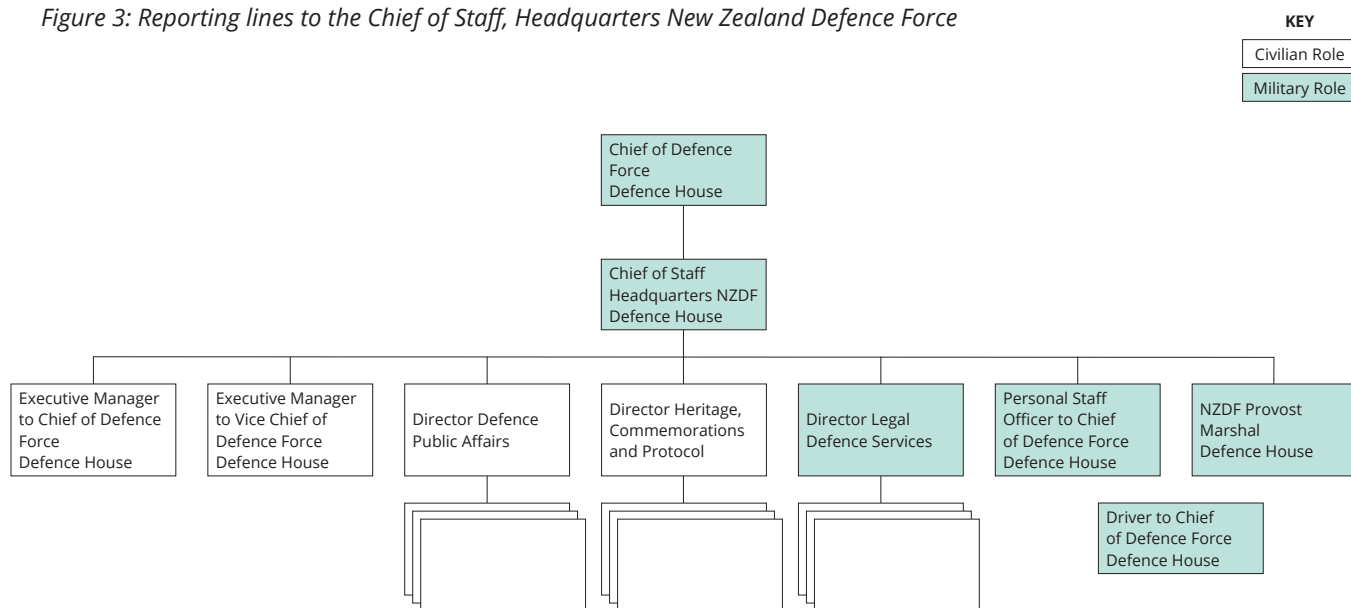 Figure 3: Reporting lines to the Chief of Staff, Headquarters New Zealand Defence Force
KEY
Civilian Role
Military Role
Chief of Defence
Force
Defence House
Chief of Staff
Headquarters NZDF
Defence House
Executive Manager
to Chief of Defence
Force
Defence House
Executive Manager
to Vice Chief of
Defence Force
Defence House
Director Defence
Public Affairs
Director Heritage,
Commemorations
and Protocol
Director Legal
Defence Services
Personal Staff
Officer to Chief
of Defence Force
Defence House
NZDF Provost
Marshal
Defence House
Driver to Chief
of Defence Force
Defence House